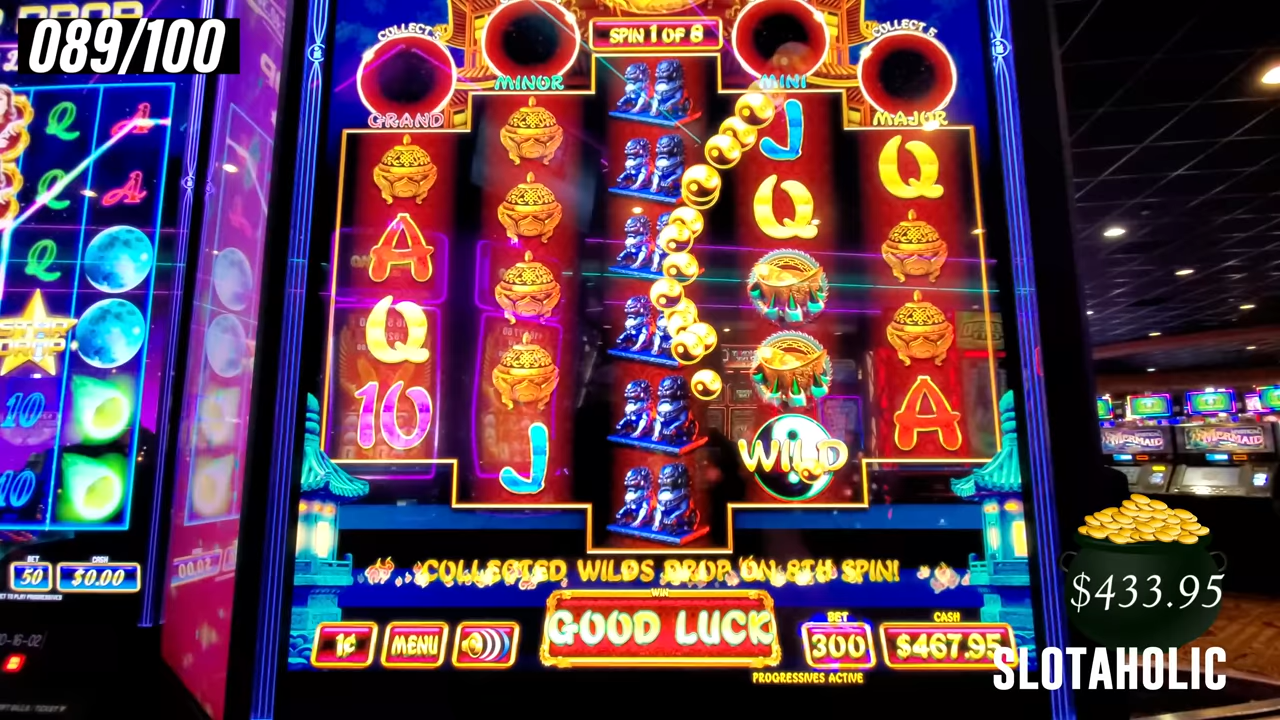 089/100
COLLECT 5
SPIN 1 OF 8
COLLECT 5
GRAND
MINOR
MINI
MAJOR
J
Q
Q
A
Q
10
J
WILD
A
Q
A
Q
A
Q
10
10
COLLECTED WILDS DROP ON 8TH SPIN!
WIN
GOOD LUCK
1¢
MENU
BET
300
CASH
$467.95
PROGRESSIVES ACTIVE
BET
50
CASH
$0.00
MERMAID
MERMAID
$433.95
SLOTAHOLIC